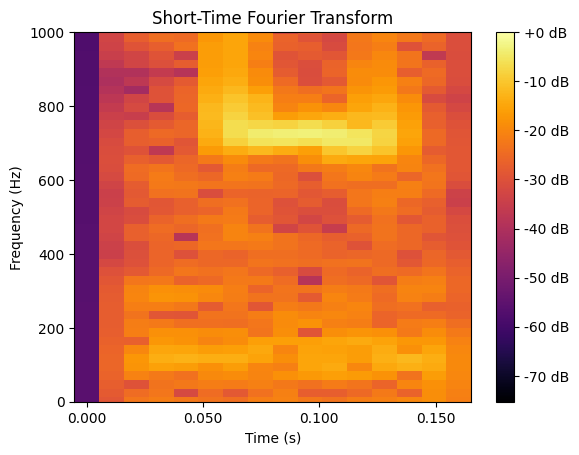 Short-Time Fourier Transform
1000
800
600
400
200
0
Frequency (Hz)
0.000
0.050
0.100
0.150
Time (s)
+0 dB
-10 dB
-20 dB
-30 dB
-40 dB
-50 dB
-60 dB
-70 dB